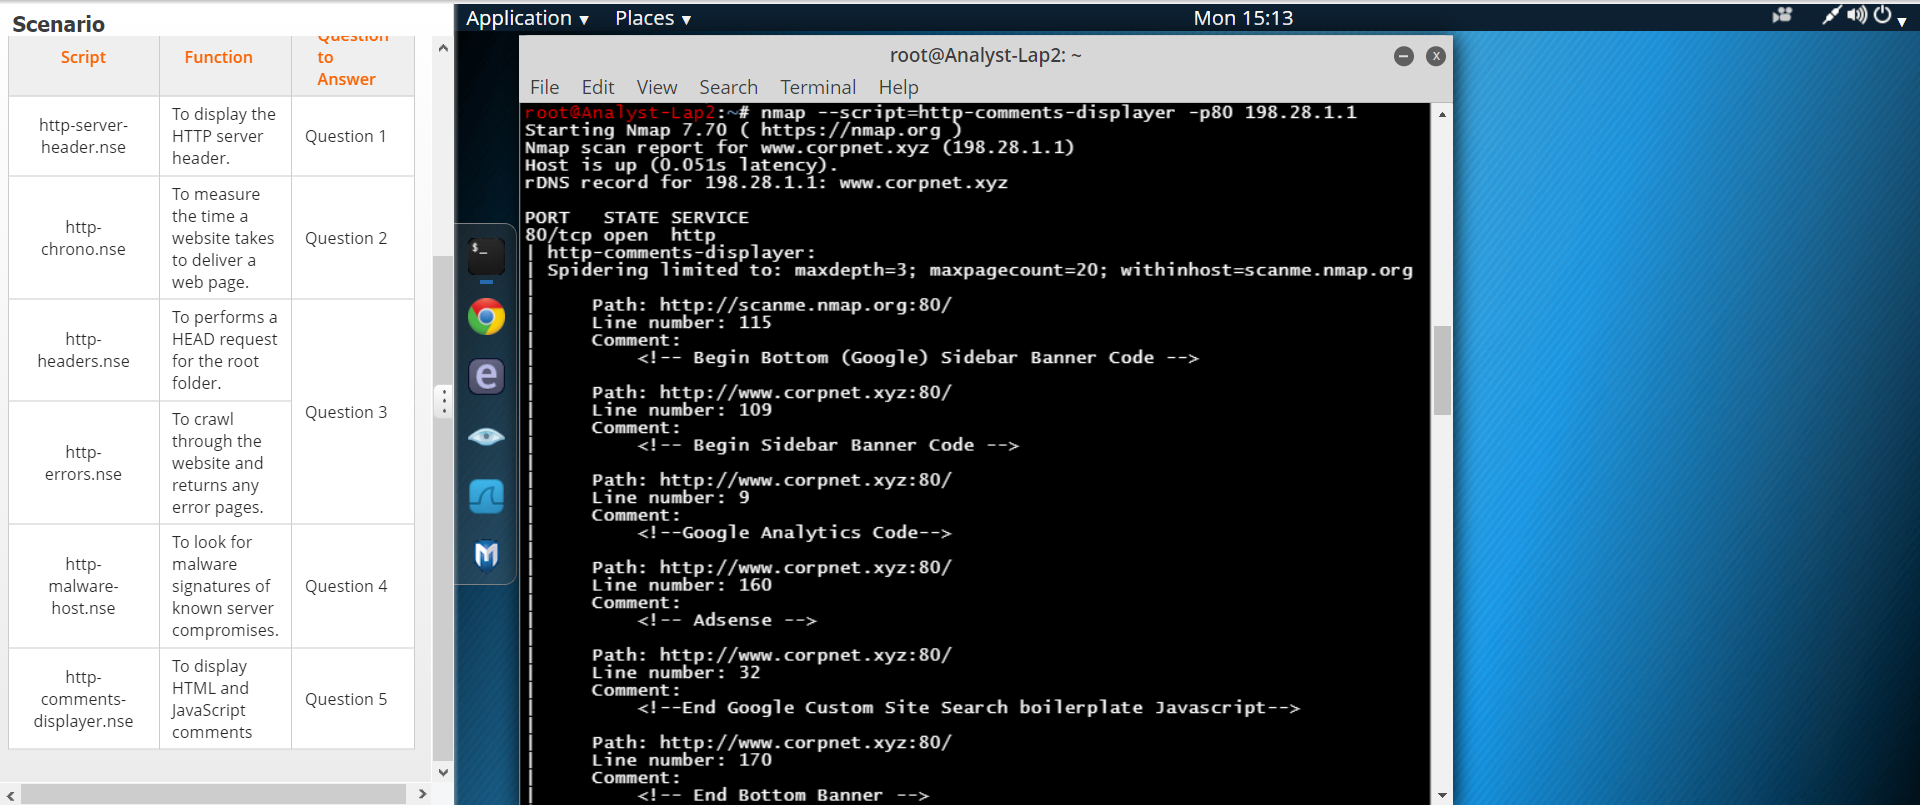 Scenario
Script
Function
Question
to
Answer
http-server-
header.nse
To display the
HTTP server
header.
Question 1
http-
chrono.nse
To measure
the time a
website takes
to deliver a
web page.
Question 2
http-
headers.nse
To performs a
HEAD request
for the root
folder.
Question 3
http-
errors.nse
To crawl
through the
website and
returns any
error pages.
http-
malware-
host.nse
To look for
malware
signatures of
known server
compromises.
Question 4
http-
comments-
displayer.nse
To display
HTML and
JavaScript
comments
Question 5
Application Places Mon 15:13
root@Analyst-Lap2: ~
File Edit View Search Terminal Help
root@Analyst-Lap2:~# nmap --script=http-comments-displayer -p80 198.28.1.1
Starting Nmap 7.70 ( https://nmap.org )
Nmap scan report for www.corpnet.xyz (198.28.1.1)
Host is up (0.051s latency).
rDNS record for 198.28.1.1: www.corpnet.xyz
PORT STATE SERVICE
80/tcp open http
| http-comments-displayer:
| Spidering limited to: maxdepth=3; maxpagecount=20; withinhost=scanme.nmap.org
|
| Path: http://scanme.nmap.org:80/
| Line number: 115
| Comment:
| <!-- Begin Bottom (Google) Sidebar Banner Code -->
|
| Path: http://www.corpnet.xyz:80/
| Line number: 109
| Comment:
| <!-- Begin Sidebar Banner Code -->
|
| Path: http://www.corpnet.xyz:80/
| Line number: 9
| Comment:
| <!--Google Analytics Code-->
|
| Path: http://www.corpnet.xyz:80/
| Line number: 160
| Comment:
| <!-- Adsense -->
|
| Path: http://www.corpnet.xyz:80/
| Line number: 32
| Comment:
| <!--End Google Custom Site Search boilerplate Javascript-->
|
| Path: http://www.corpnet.xyz:80/
| Line number: 170
| Comment:
| <!-- End Bottom Banner -->